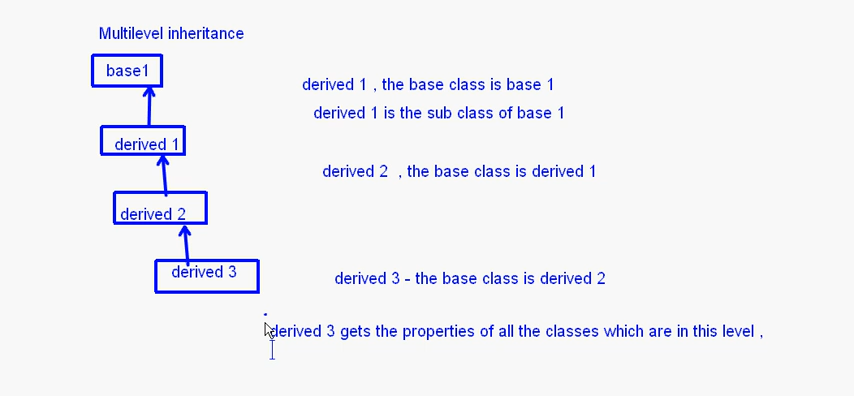 Multilevel inheritance
base1
derived 1 , the base class is base 1
derived 1 is the sub class of base 1
derived 1
derived 2 , the base class is derived 1
derived 2
derived 3
derived 3 - the base class is derived 2
derived 3 gets the properties of all the classes which are in this level ,